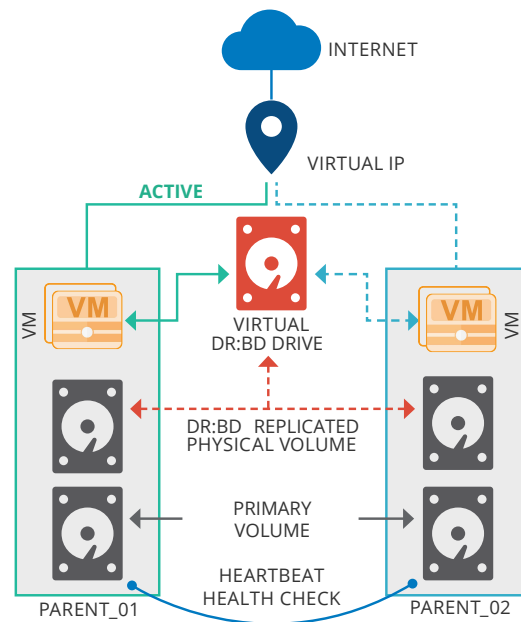 INTERNET
VIRTUAL IP
ACTIVE
VM
VM
VIRTUAL
DR:BD DRIVE
VM
VM
DR:BD REPLICATED
PHYSICAL VOLUME
PRIMARY
VOLUME
HEARTBEAT
HEALTH CHECK
PARENT_01
PARENT_02